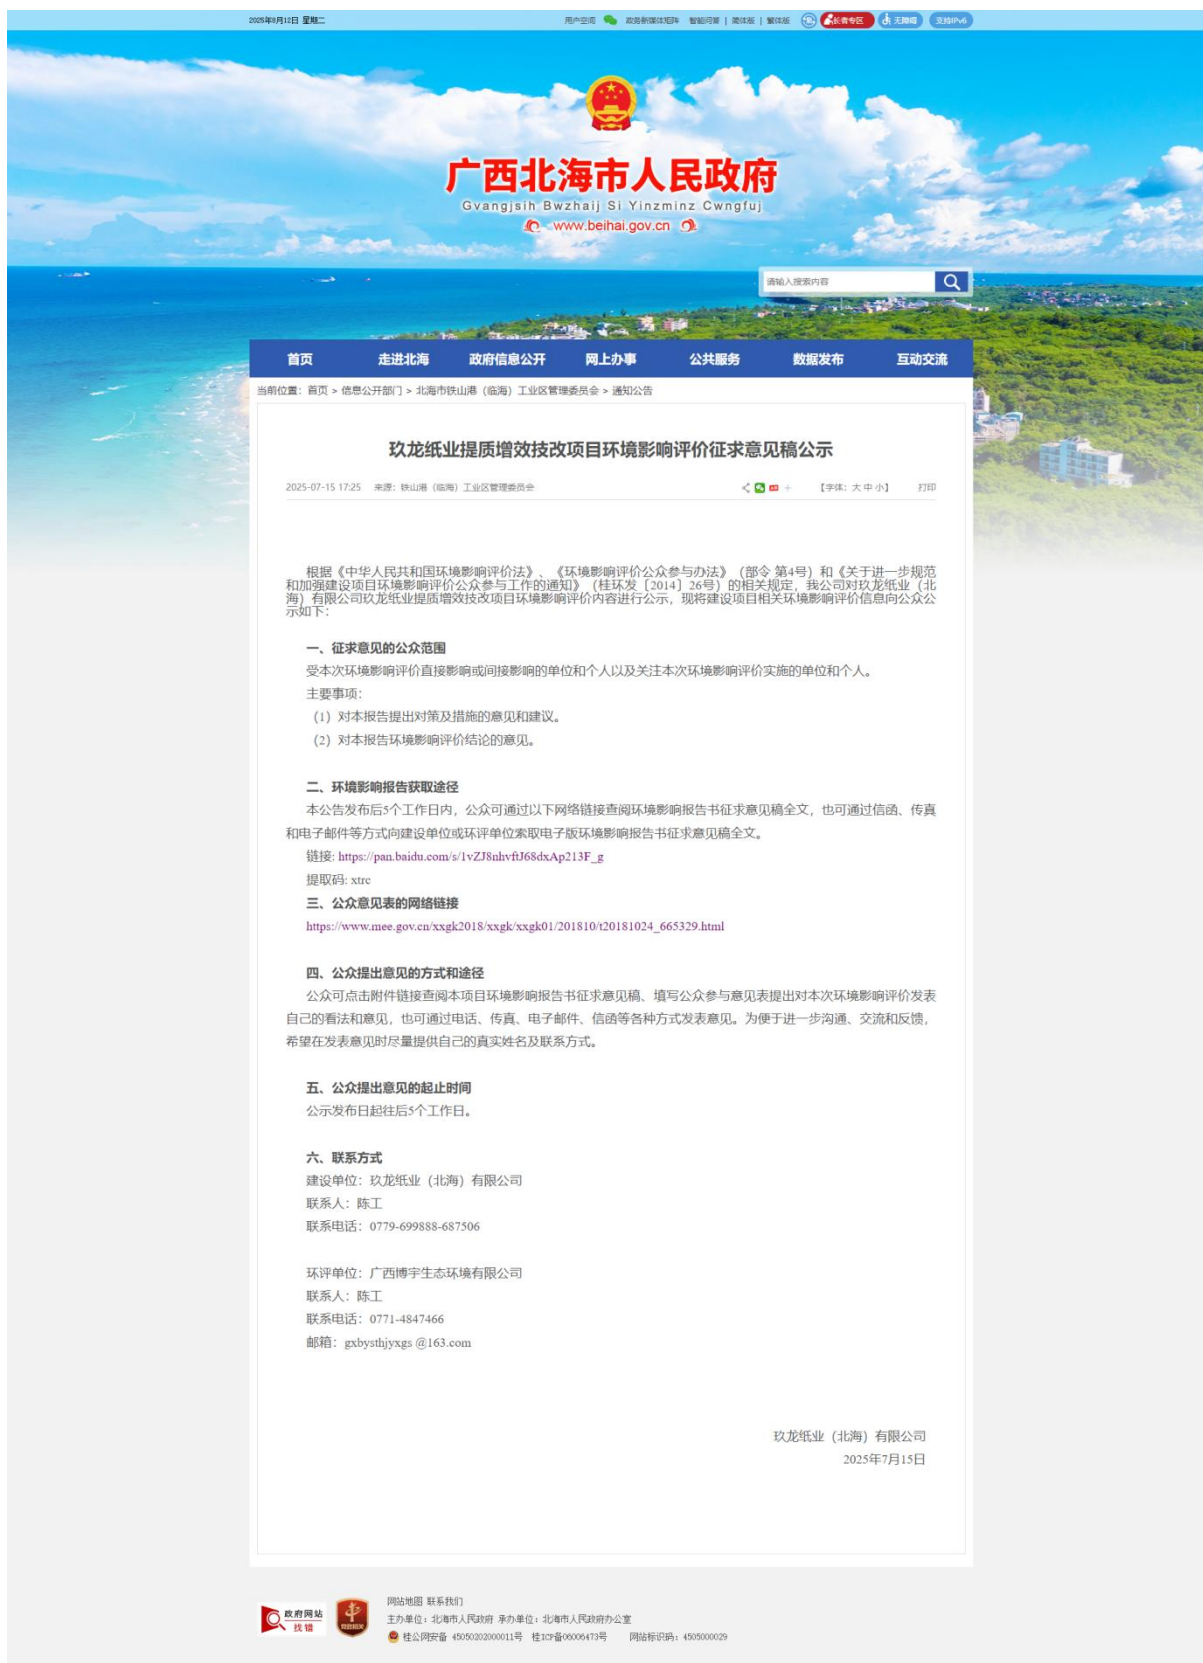 2025年8月12日 星期二
用户空间 政务新媒体矩阵 智能问答 | 简体版 | 繁体版 长者专区 无障碍 支持IPv6
广西北海市人民政府
Gvangjsih Bwzhaij Si Yinzminz Cwngfuj
www.beihai.gov.cn
请输入搜索内容
首页 走进北海 政府信息公开 网上办事 公共服务 数据发布 互动交流
当前位置：首页 > 信息公开部门 > 北海市铁山港（临海）工业区管理委员会 > 通知公告
玖龙纸业提质增效技改项目环境影响评价征求意见稿公示
2025-07-15 17:25 来源：铁山港（临海）工业区管理委员会 【字体：大 中 小】 打印
根据《中华人民共和国环境影响评价法》、《环境影响评价公众参与办法》（部令 第4号）和《关于进一步规范
和加强建设项目环境影响评价公众参与工作的通知》（桂环发〔2014〕26号）的相关规定，我公司对玖龙纸业（北
海）有限公司玖龙纸业提质增效技改项目环境影响评价内容进行公示，现将建设项目相关环境影响评价信息向公众公
示如下：
一、征求意见的公众范围
受本次环境影响评价直接影响或间接影响的单位和个人以及关注本次环境影响评价实施的单位和个人。
主要事项：
（1）对本报告提出对策及措施的意见和建议。
（2）对本报告环境影响评价结论的意见。
二、环境影响报告获取途径
本公告发布后5个工作日内，公众可通过以下网络链接查阅环境影响报告书征求意见稿全文，也可通过信函、传真
和电子邮件等方式向建设单位或环评单位索取电子版环境影响报告书征求意见稿全文。
链接: https://pan.baidu.com/s/1vZJ8nhvftJ68dxAp213F_g
提取码: xtrc
三、公众意见表的网络链接
https://www.mee.gov.cn/xxgk2018/xxgk/xxgk01/201810/t20181024_665329.html
四、公众提出意见的方式和途径
公众可点击附件链接查阅本项目环境影响报告书征求意见稿、填写公众参与意见表提出对本次环境影响评价发表
自己的看法和意见，也可通过电话、传真、电子邮件、信函等各种方式发表意见。为便于进一步沟通、交流和反馈，
希望在发表意见时尽量提供自己的真实姓名及联系方式。
五、公众提出意见的起止时间
公示发布日起往后5个工作日。
六、联系方式
建设单位：玖龙纸业（北海）有限公司
联系人：陈工
联系电话：0779-699888-687506
环评单位：广西博宇生态环境有限公司
联系人：陈工
联系电话：0771-4847466
邮箱：gxbysthjyxgs @163.com
玖龙纸业（北海）有限公司
2025年7月15日
政府网站
找错
党政机关
网站地图 联系我们
主办单位：北海市人民政府 承办单位：北海市人民政府办公室
桂公网安备 45050202000011号 桂ICP备06006473号 网站标识码：4505000029